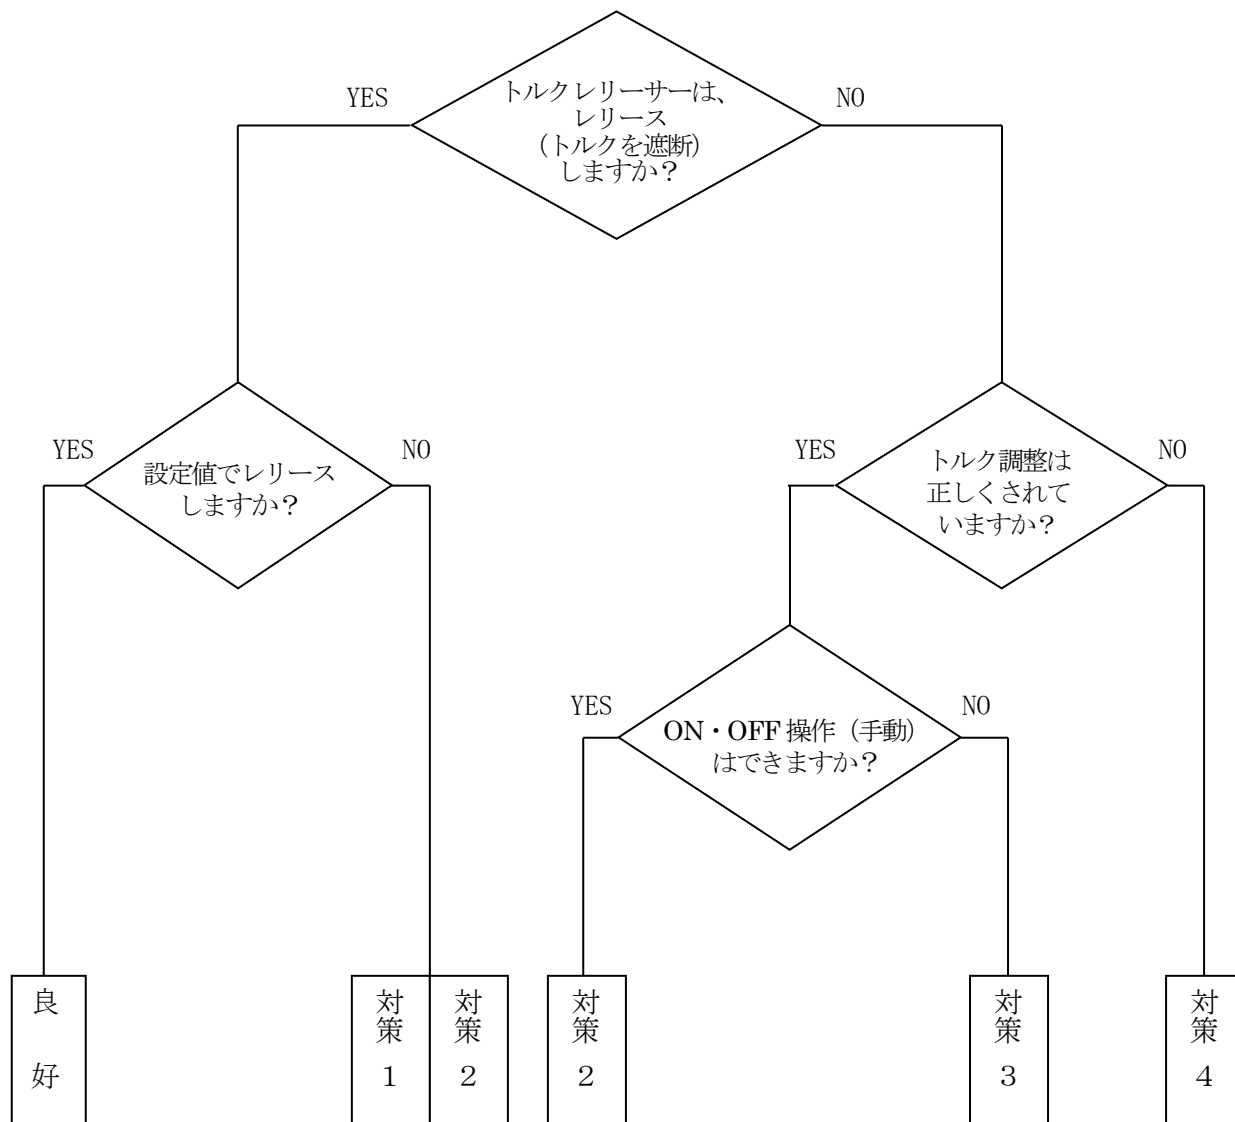 YES
トルクレリーサーは、
レリース
（トルクを遮断）
しますか？
NO
YES
設定値でレリース
しますか？
NO
YES
トルク調整は
正しくされて
いますか？
NO
YES
ON・OFF 操作（手動）
はできますか？
NO
良好
対策１
対策２
対策２
対策３
対策４